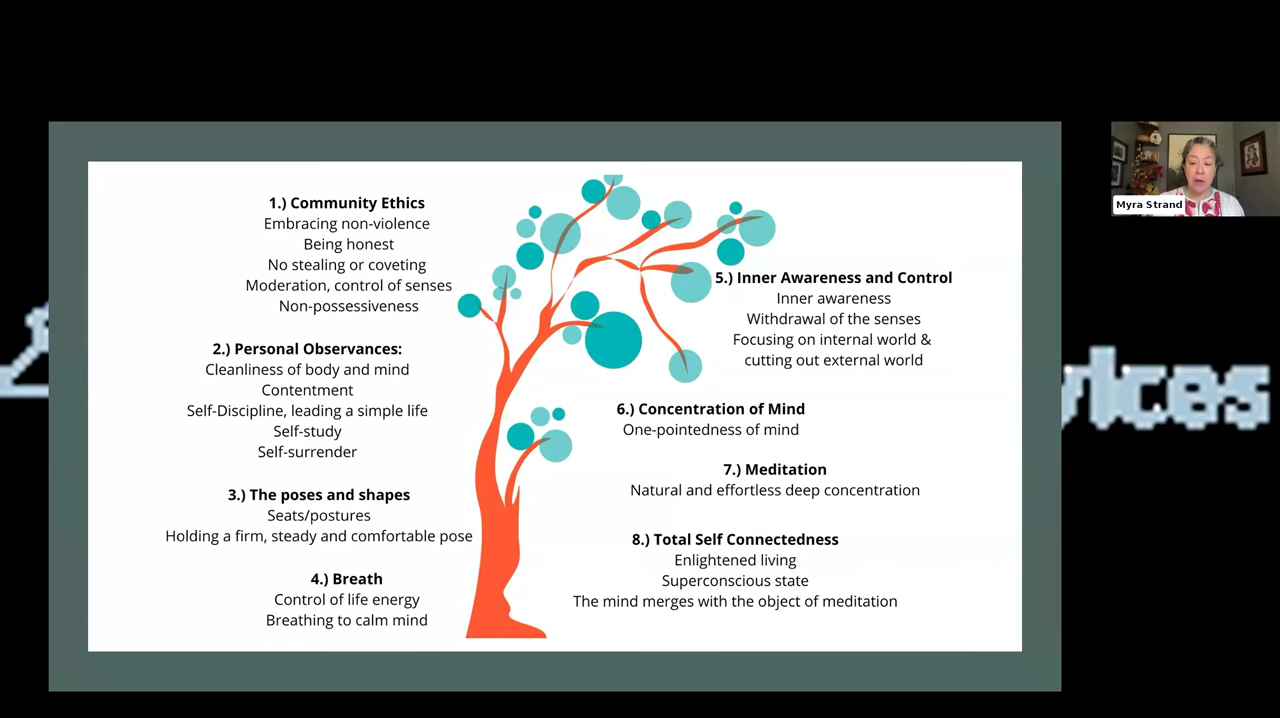 1.) Community Ethics
Embracing non-violence
Being honest
No stealing or coveting
Moderation, control of senses
Non-possessiveness
2.) Personal Observances:
Cleanliness of body and mind
Contentment
Self-Discipline, leading a simple life
Self-study
Self-surrender
3.) The poses and shapes
Seats/postures
Holding a firm, steady and comfortable pose
4.) Breath
Control of life energy
Breathing to calm mind
5.) Inner Awareness and Control
Inner awareness
Withdrawal of the senses
Focusing on internal world &
cutting out external world
6.) Concentration of Mind
One-pointedness of mind
7.) Meditation
Natural and effortless deep concentration
8.) Total Self Connectedness
Enlightened living
Superconscious state
The mind merges with the object of meditation
Myra Strand